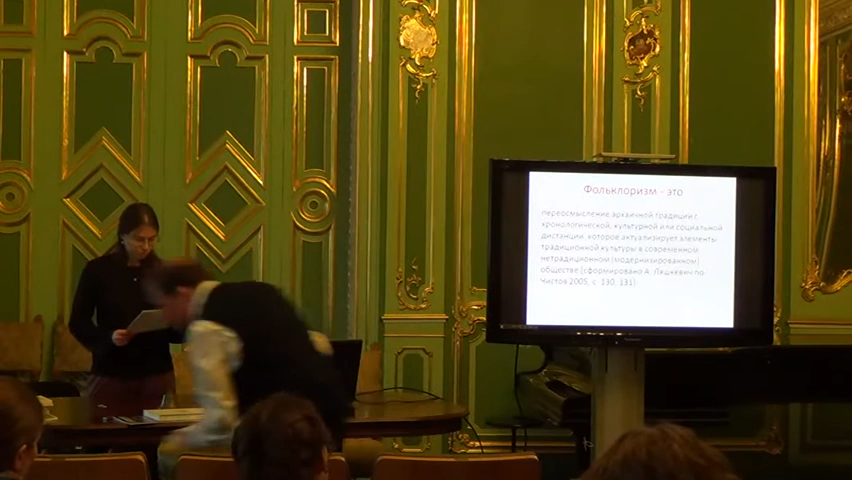 Фольклоризм - это
переосмысление архаичной традиции с
хронологической, культурной или социальной
дистанции, которое актуализирует элементы
традиционной культуры в современном
нетрадиционном (модернизированном)
обществе (сформировано А. Ляшкевич по:
Чистов 2005, с. 130, 131).